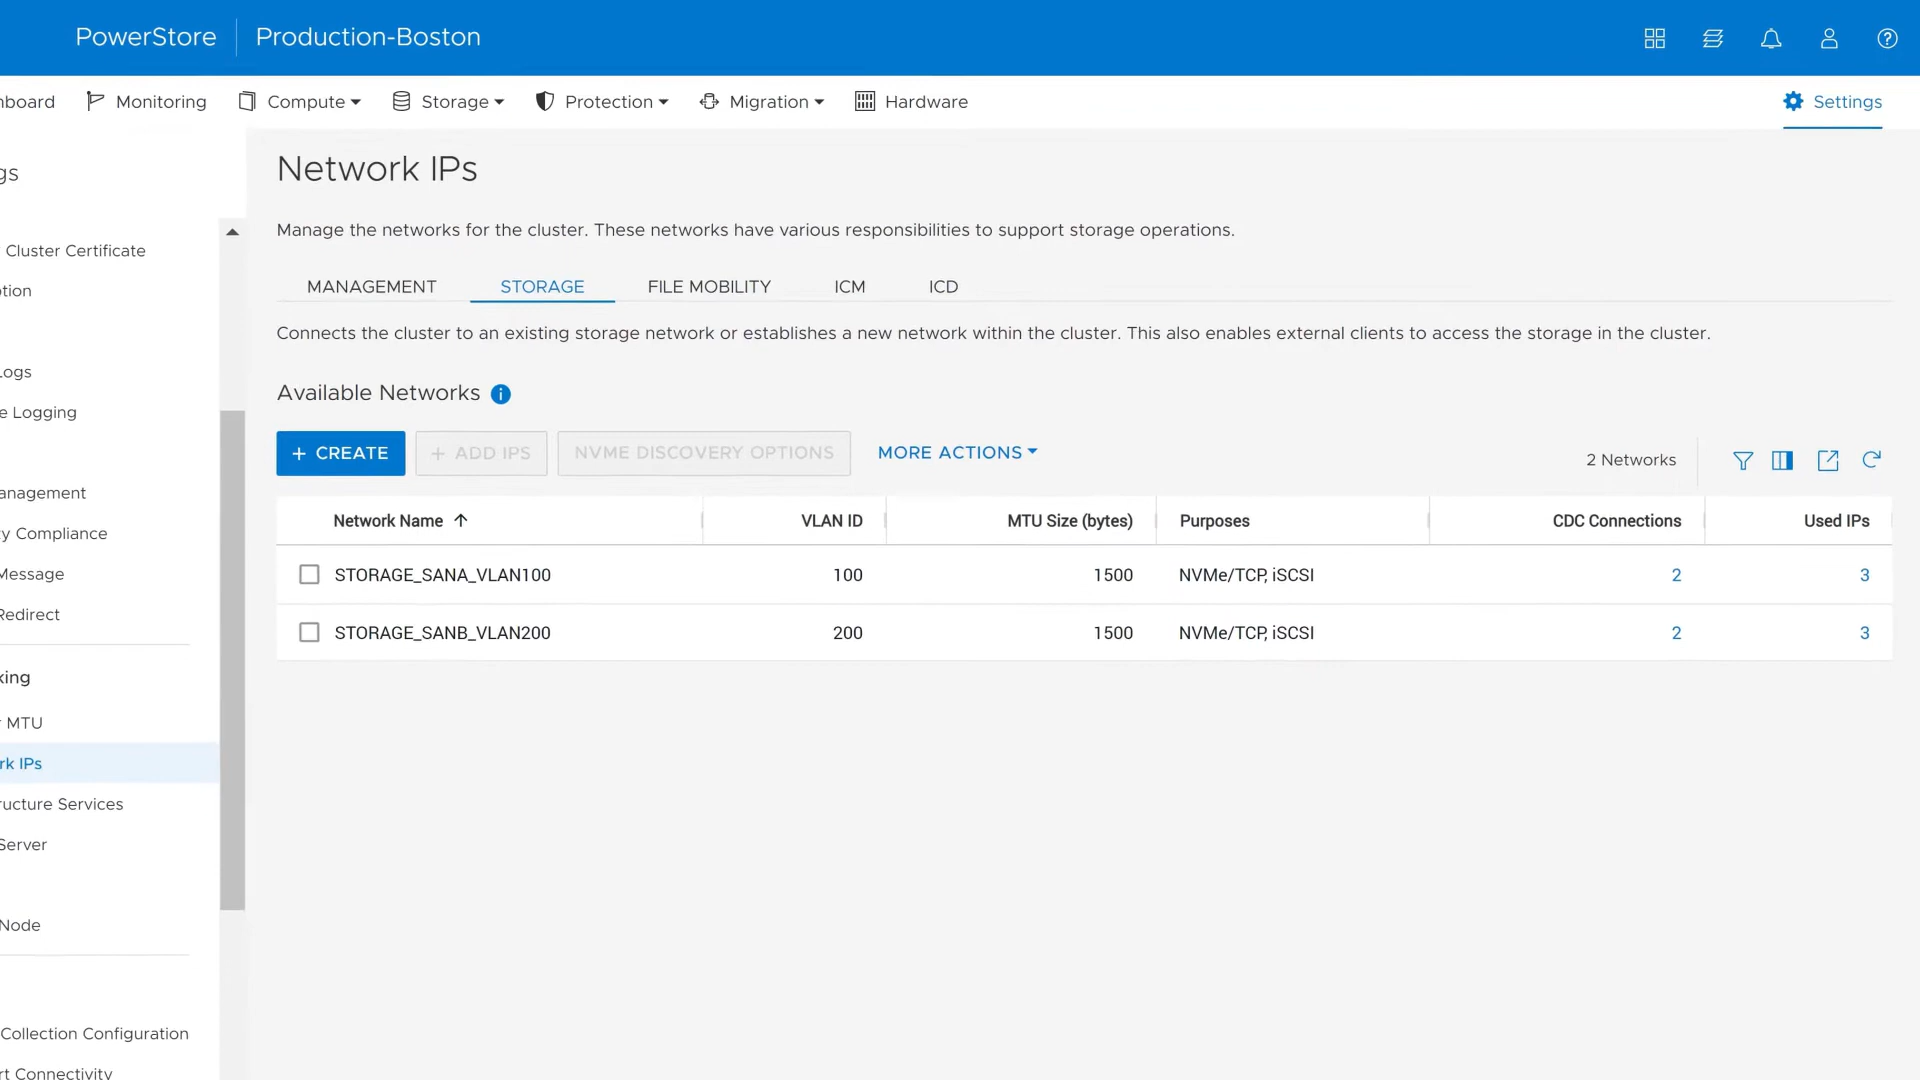 PowerStore Production-Boston
board Monitoring Compute Storage Protection Migration Hardware Settings
gs
Cluster Certificate
tion
Logs
e Logging
anagement
y Compliance
Message
Redirect
king
r MTU
rk IPs
ructure Services
Server
Node
Collection Configuration
rt Connectivity
Network IPs
Manage the networks for the cluster. These networks have various responsibilities to support storage operations.
MANAGEMENT STORAGE FILE MOBILITY ICM ICD
Connects the cluster to an existing storage network or establishes a new network within the cluster. This also enables external clients to access the storage in the cluster.
Available Networks
+ CREATE + ADD IPS NVME DISCOVERY OPTIONS MORE ACTIONS 2 Networks
Network Name VLAN ID MTU Size (bytes) Purposes CDC Connections Used IPs
STORAGE_SANA_VLAN100 100 1500 NVMe/TCP, iSCSI 2 3
STORAGE_SANB_VLAN200 200 1500 NVMe/TCP, iSCSI 2 3